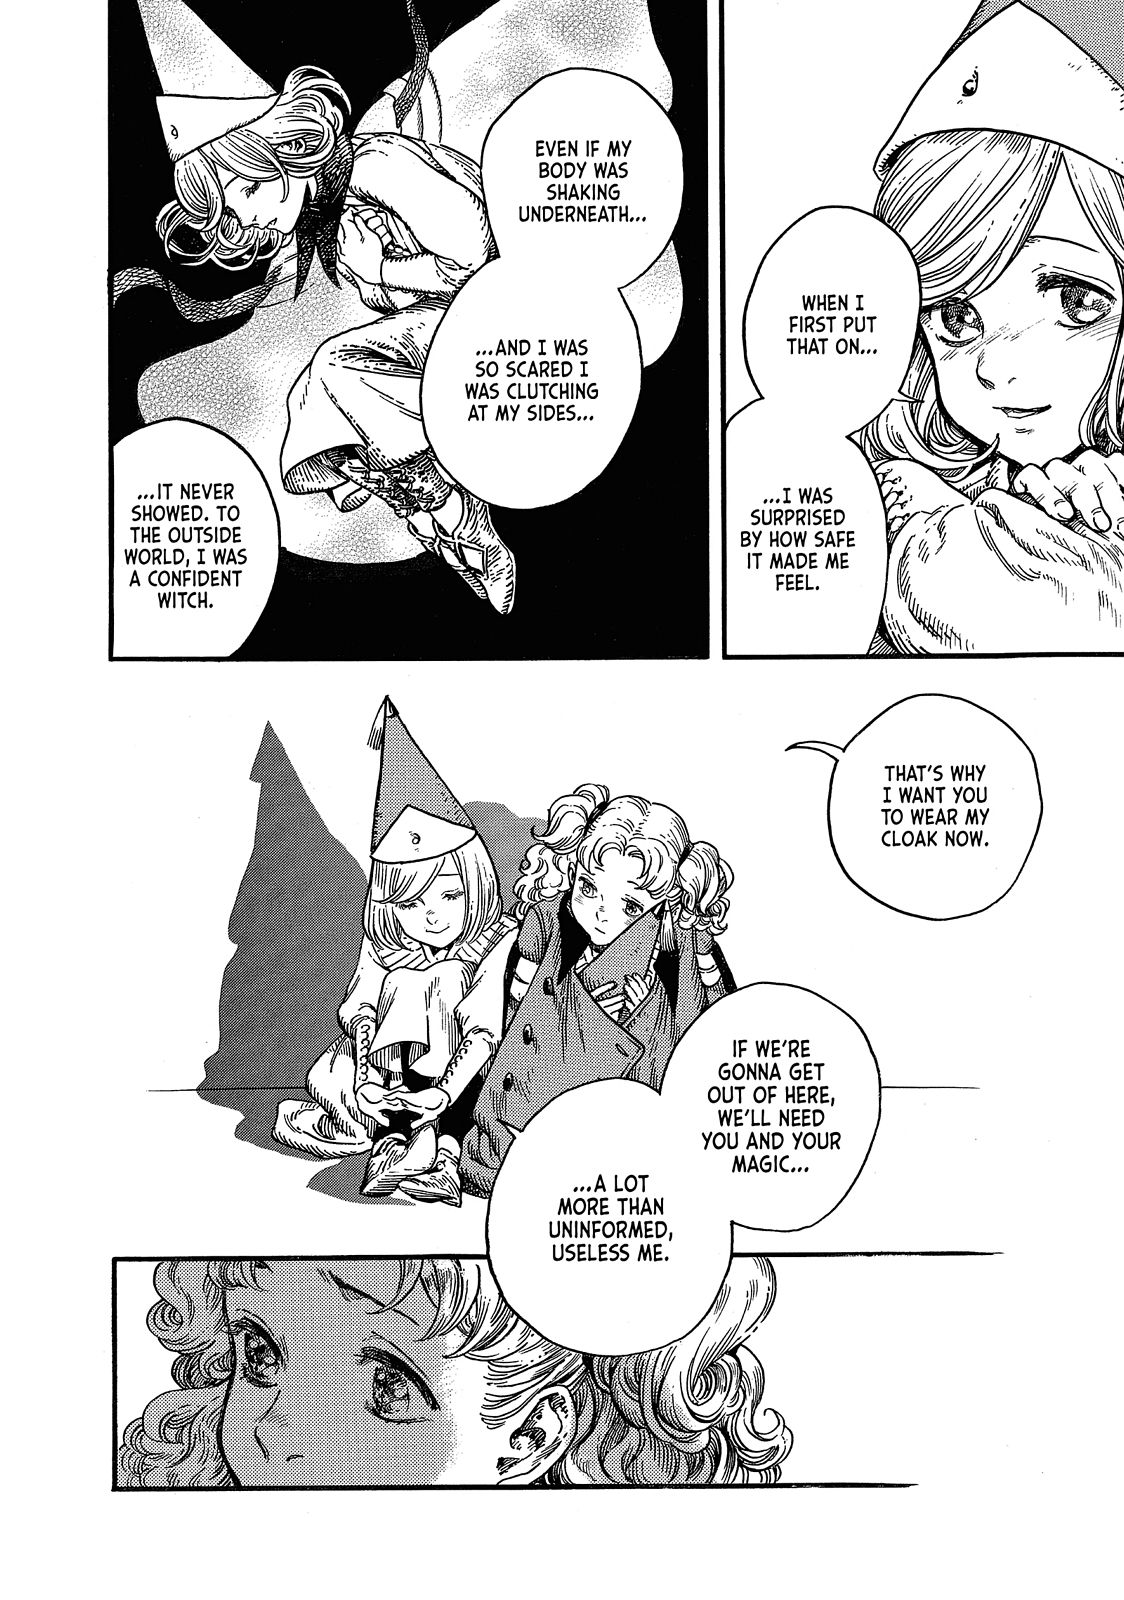 WHEN I
FIRST PUT
THAT ON...
...I WAS
SURPRISED
BY HOW SAFE
IT MADE ME
FEEL.
EVEN IF MY
BODY WAS
SHAKING
UNDERNEATH...
...AND I WAS
SO SCARED I
WAS CLUTCHING
AT MY SIDES...
...IT NEVER
SHOWED. TO
THE OUTSIDE
WORLD, I WAS
A CONFIDENT
WITCH.
THAT'S WHY
I WANT YOU
TO WEAR MY
CLOAK NOW.
IF WE'RE
GONNA GET
OUT OF HERE,
WE'LL NEED
YOU AND YOUR
MAGIC...
...A LOT
MORE THAN
UNINFORMED,
USELESS ME.